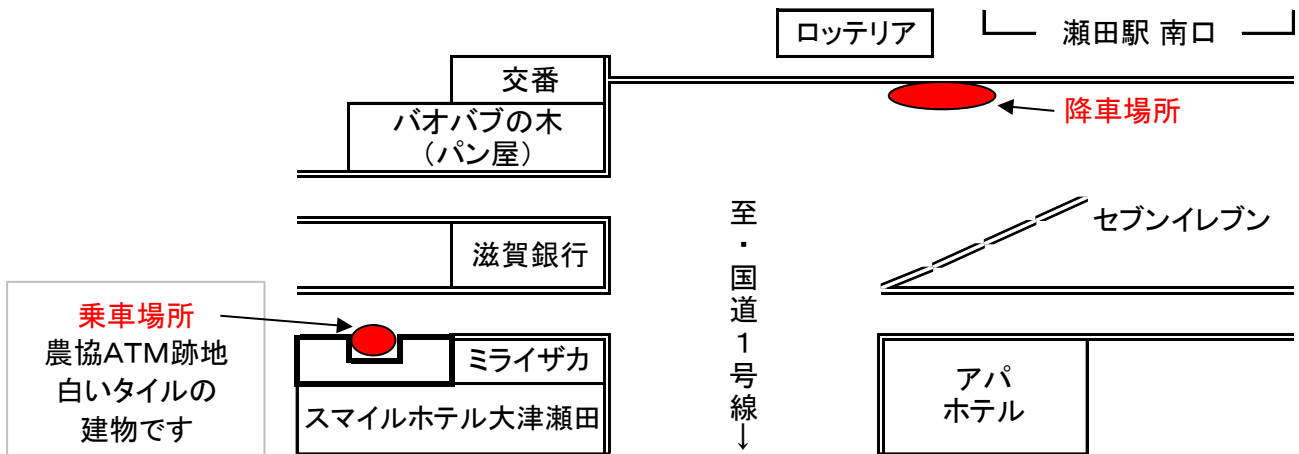 ロッテリア
瀬田駅 南口
交番
降車場所
バオバブの木
(パン屋)
至・国道1号線→
セブンイレブン
滋賀銀行
乗車場所
農協ATM跡地
白いタイルの
建物です
ミライザカ
アパ
ホテル
スマイルホテル大津瀬田